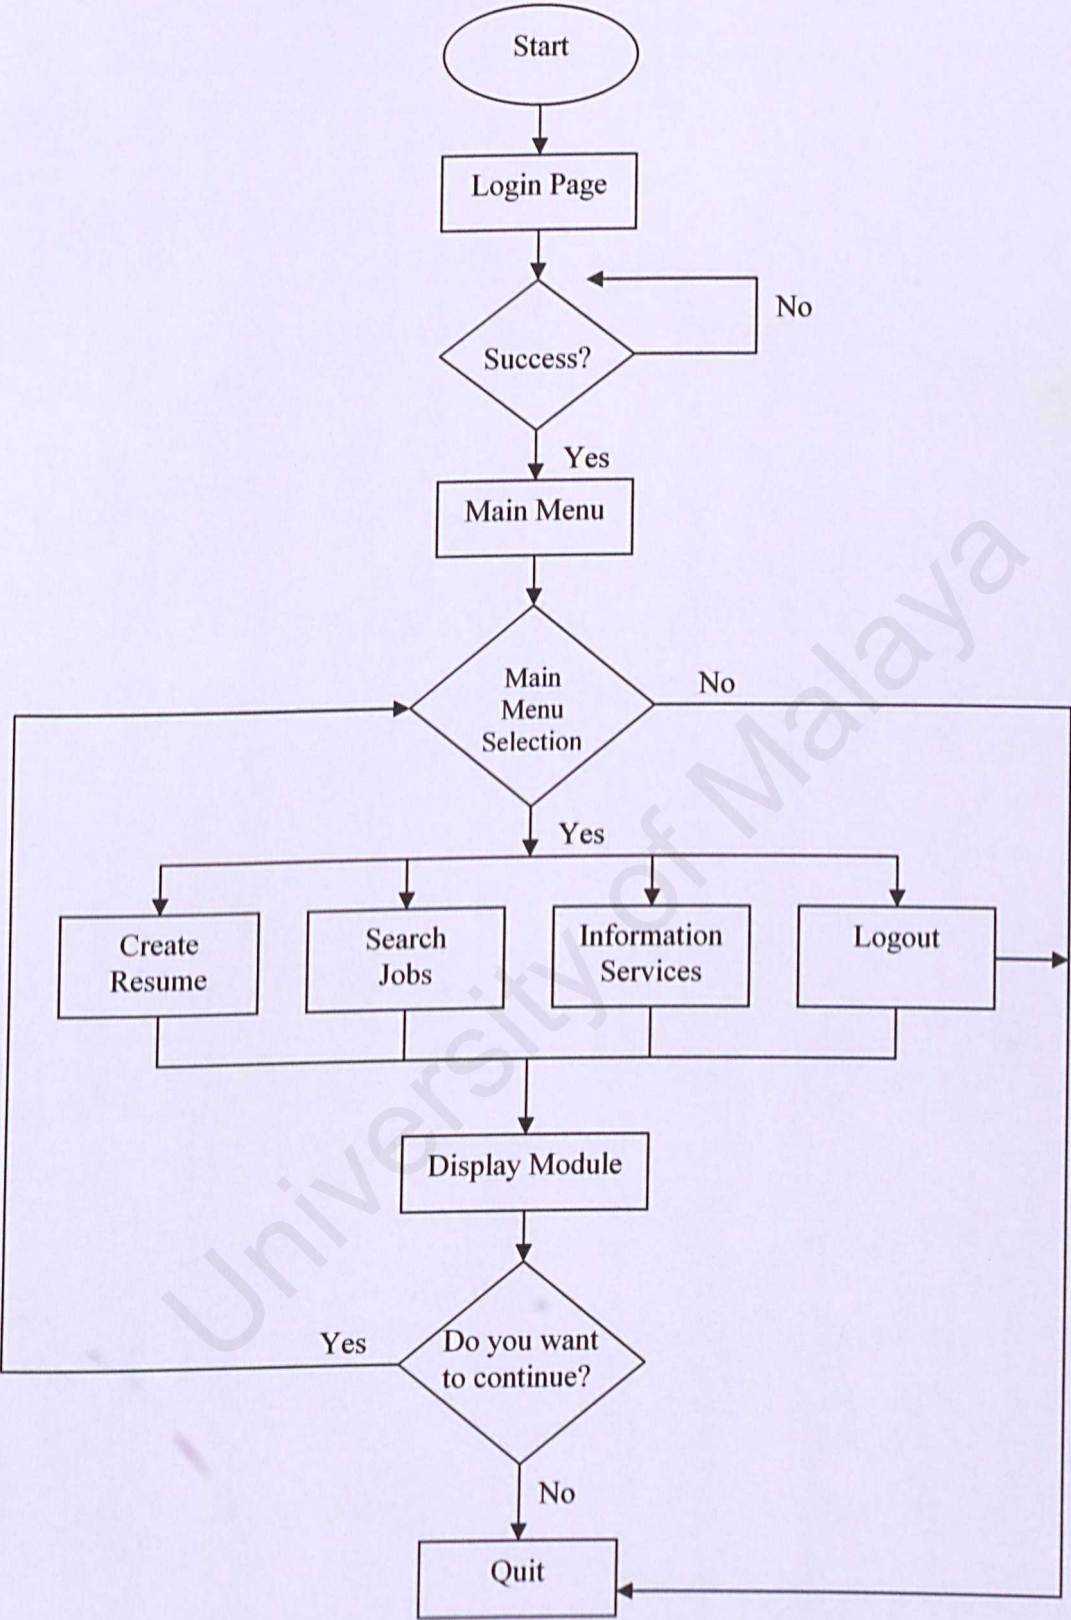 Start
Login Page
No
Success?
Yes
Main Menu
Main
Menu
Selection
No
Yes
Create
Resume
Search
Jobs
Information
Services
Logout
Display Module
Yes
Do you want
to continue?
No
Quit
University of Malaya